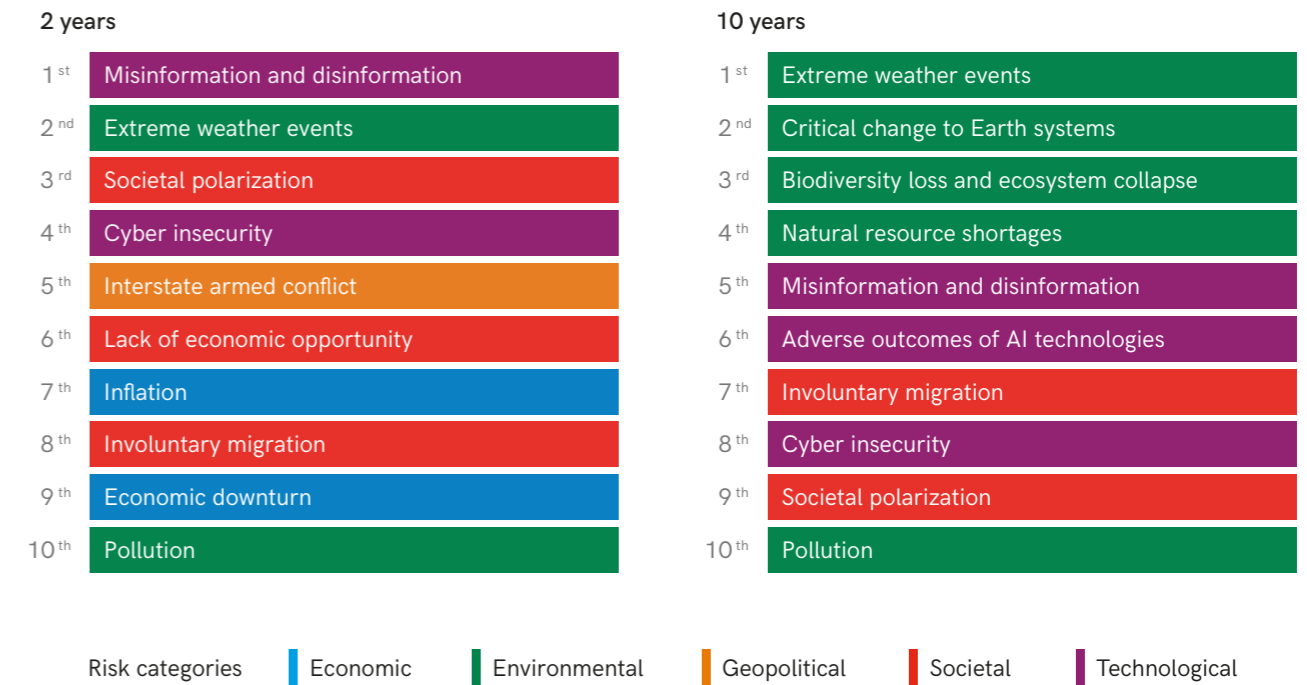 2 years
1st Misinformation and disinformation
2nd Extreme weather events
3rd Societal polarization
4th Cyber insecurity
5th Interstate armed conflict
6th Lack of economic opportunity
7th Inflation
8th Involuntary migration
9th Economic downturn
10th Pollution
10 years
1st Extreme weather events
2nd Critical change to Earth systems
3rd Biodiversity loss and ecosystem collapse
4th Natural resource shortages
5th Misinformation and disinformation
6th Adverse outcomes of AI technologies
7th Involuntary migration
8th Cyber insecurity
9th Societal polarization
10th Pollution
Risk categories Economic Environmental Geopolitical Societal Technological